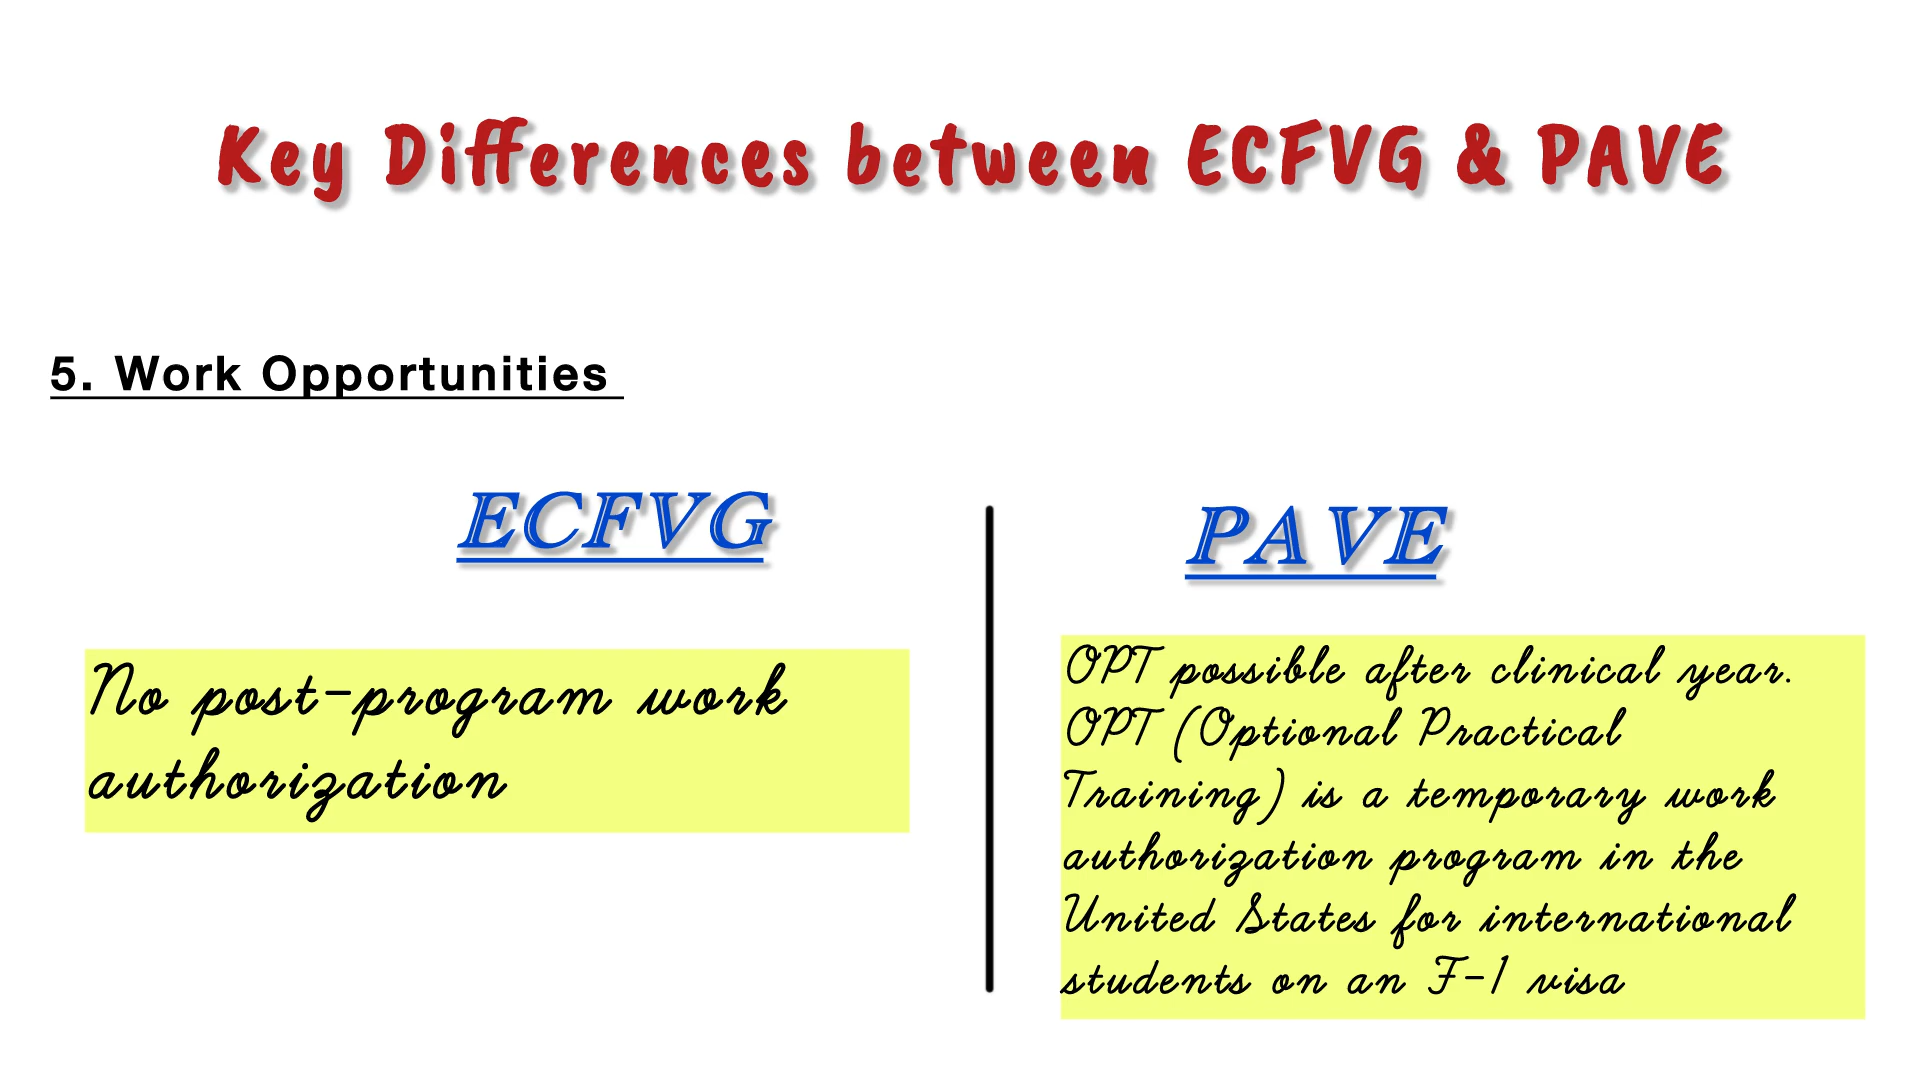 Key Differences between ECFVG & PAVE
5. Work Opportunities
ECFVG
No post-program work
authorization
PAVE
OPT possible after clinical year.
OPT (Optional Practical
Training) is a temporary work
authorization program in the
United States for international
students on an F-1 visa